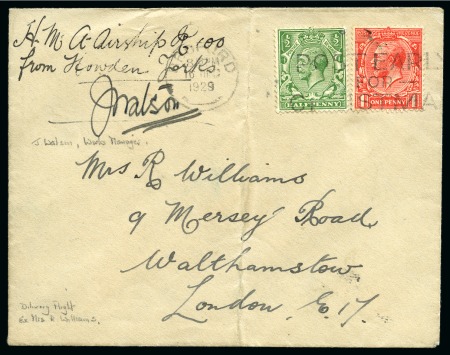 H. M. A. Airship R 100
from Howden Yorks
JWatson
J. Watson, Works Manager.
1929
HALFPENNY
ONE PENNY
Mrs R Williams
9 Mersey Road
Walthamstow
London, E.17
Delivery Flight
ex Mrs R. Williams.